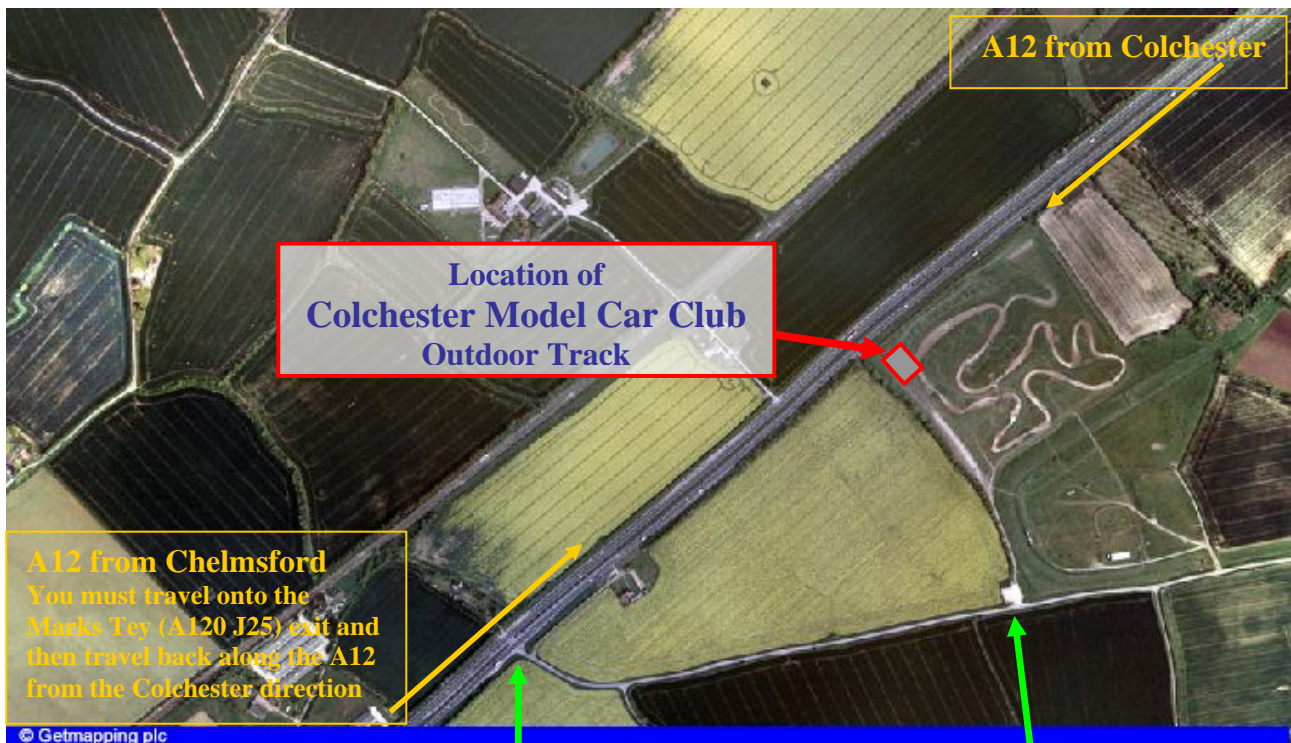 A12 from Colchester
Location of
Colchester Model Car Club
Outdoor Track
A12 from Chelmsford
You must travel onto the
Marks Tey (A120 J25) exit and
then travel back along the A12
from the Colchester direction
© Getmapping plc